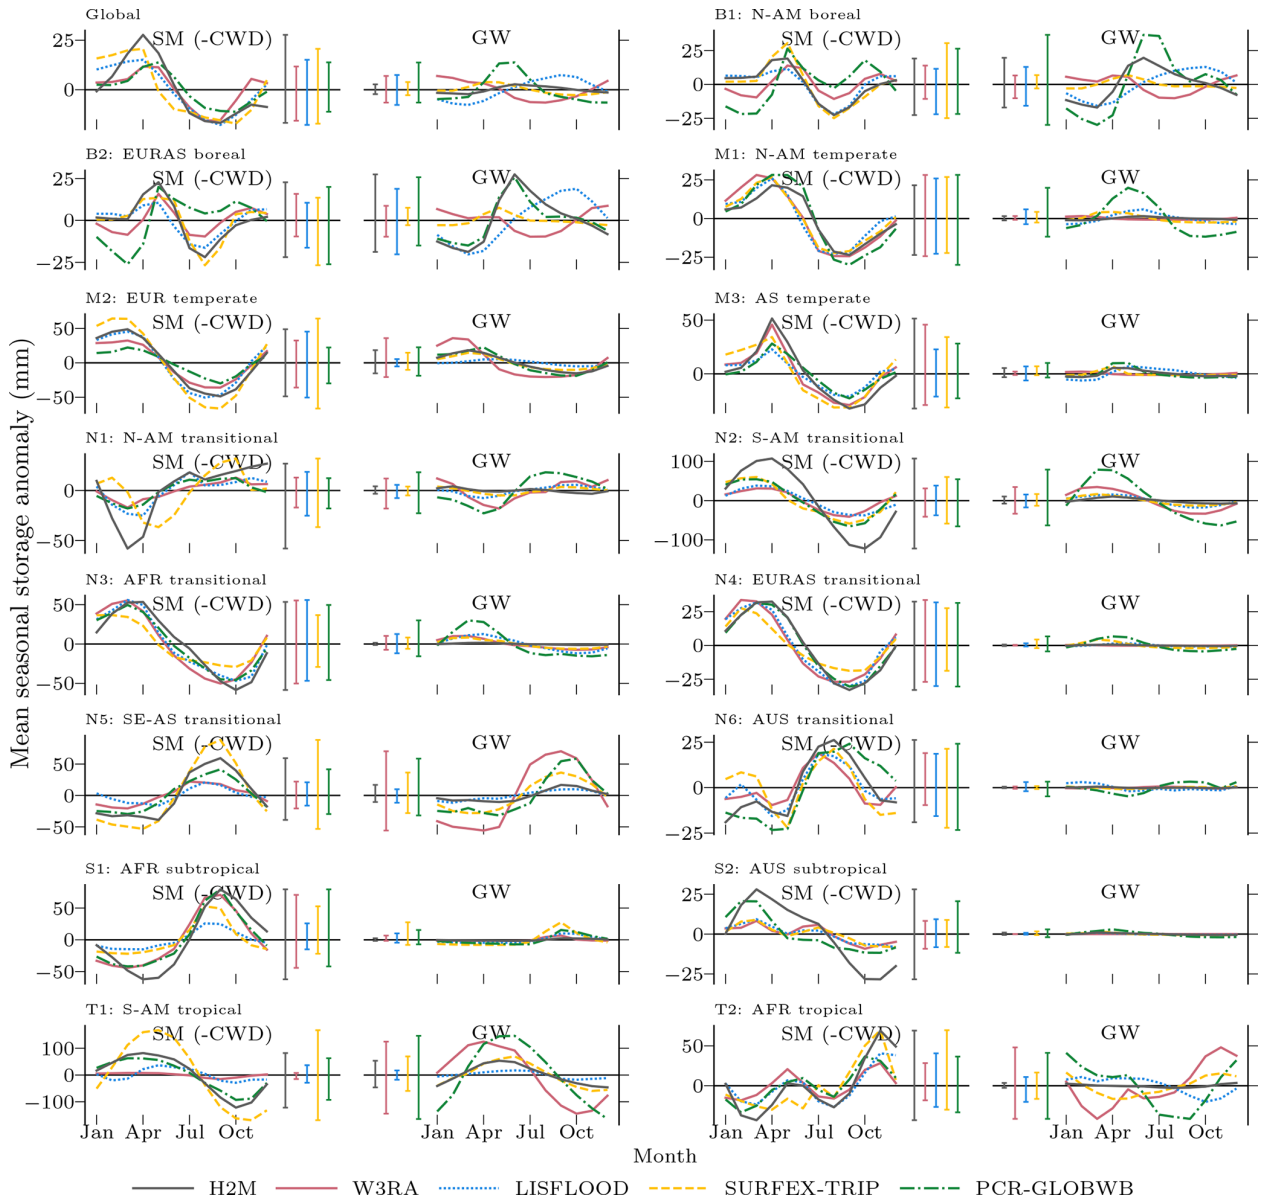 Global
B1: N-AM boreal
SM (-CWD)
GW
SM (-CWD)
GW
25
0
25
0
−25
B2: EURAS boreal
M1: N-AM temperate
SM (-CWD)
GW
SM (-CWD)
GW
25
0
−25
25
0
−25
M2: EUR temperate
M3: AS temperate
SM (-CWD)
GW
SM (-CWD)
GW
50
0
−50
50
0
N1: N-AM transitional
N2: S-AM transitional
SM (-CWD)
GW
SM (-CWD)
GW
0
−50
100
0
−100
Mean seasonal storage anomaly (mm)
N3: AFR transitional
N4: EURAS transitional
SM (-CWD)
GW
SM (-CWD)
GW
50
0
−50
25
0
−25
N5: SE-AS transitional
N6: AUS transitional
SM (-CWD)
GW
SM (-CWD)
GW
50
0
−50
25
0
−25
S1: AFR subtropical
S2: AUS subtropical
SM (-CWD)
GW
SM (-CWD)
GW
50
0
−50
25
0
−25
T1: S-AM tropical
T2: AFR tropical
SM (-CWD)
GW
SM (-CWD)
GW
100
0
−100
50
0
Jan Apr Jul Oct
Jan Apr Jul Oct
Jan Apr Jul Oct
Jan Apr Jul Oct
Month
H2M W3RA LISFLOOD SURFEX-TRIP PCR-GLOBWB